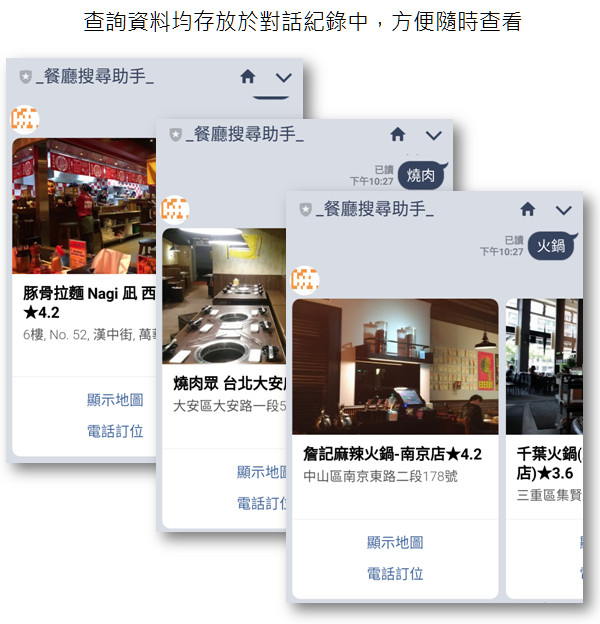 查詢資料均存放於對話紀錄中，方便隨時查看
_餐廳搜尋助手_
豚骨拉麵 Nagi 凪 西
★4.2
6樓, No. 52, 漢中街, 萬
顯示地圖
電話訂位
_餐廳搜尋助手_
已讀
下午10:27
燒肉
燒肉眾 台北大安
大安區大安路一段5
顯示地圖
電話訂位
_餐廳搜尋助手_
已讀
下午10:27
火鍋
詹記麻辣火鍋-南京店★4.2
中山區南京東路二段178號
顯示地圖
電話訂位
千葉火鍋(
店)★3.6
三重區集賢